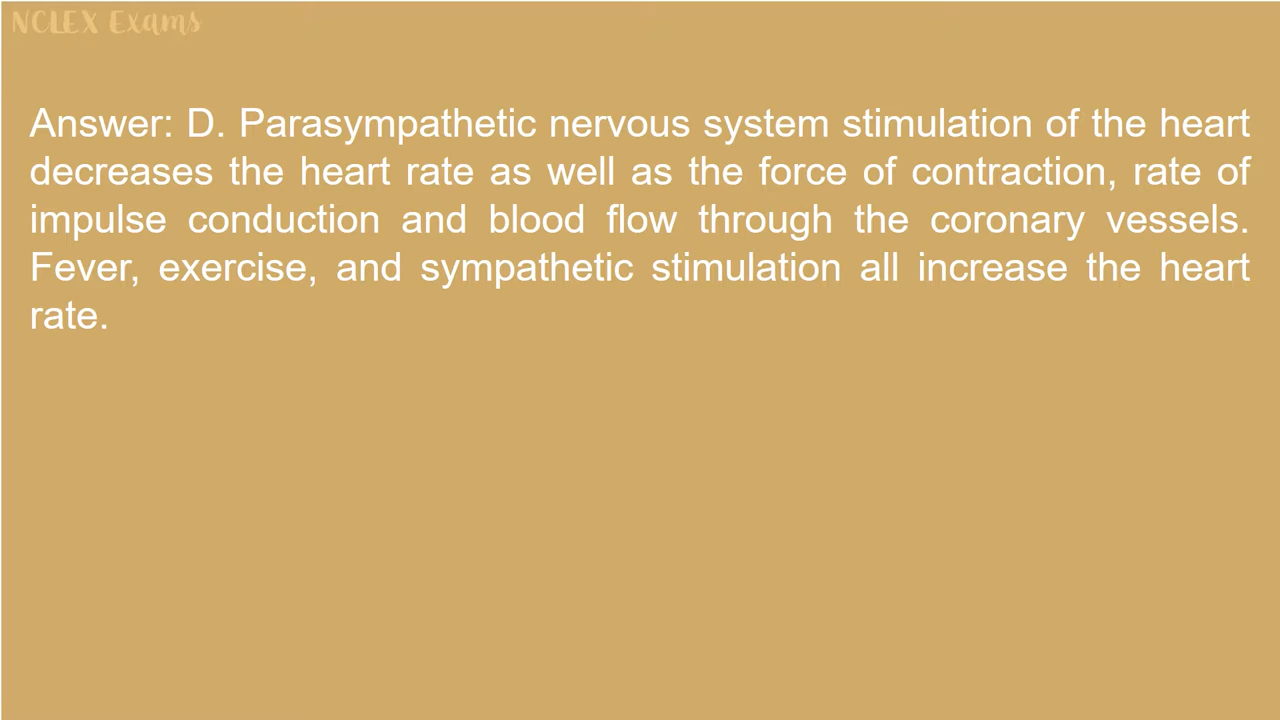 NCLEX Exams
Answer: D. Parasympathetic nervous system stimulation of the heart
decreases the heart rate as well as the force of contraction, rate of
impulse conduction and blood flow through the coronary vessels.
Fever, exercise, and sympathetic stimulation all increase the heart
rate.